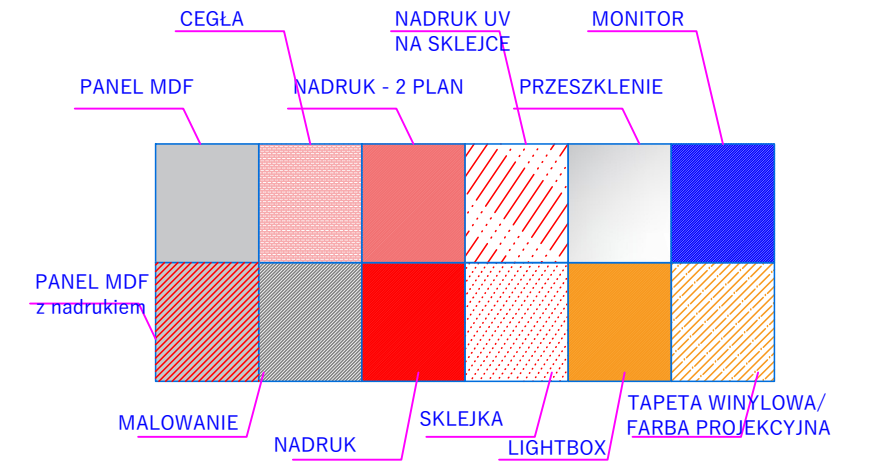 CEGŁA
NADRUK UV
NA SKLEJCE
MONITOR
PANEL MDF
NADRUK - 2 PLAN
PRZESZKLENIE
PANEL MDF
z nadrukiem
MALOWANIE
NADRUK
SKLEJKA
LIGHTBOX
TAPETA WINYLOWA/
FARBA PROJEKCYJNA